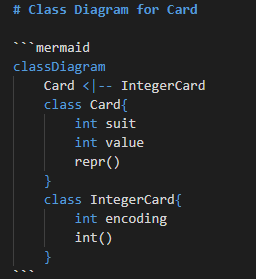 # Class Diagram for Card

```mermaid
classDiagram
    Card <|-- IntegerCard
    class Card{
        int suit
        int value
        repr()
    }
    class IntegerCard{
        int encoding
        int()
    }
```